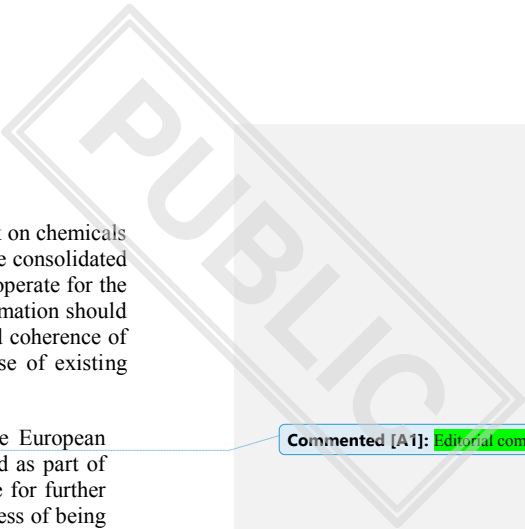 on chemicals
e consolidated
operate for the
mation should
coherence of
se of existing
e European
d as part of
e for further
ess of being
Commented [A1]: Editorial com
PUBLIC